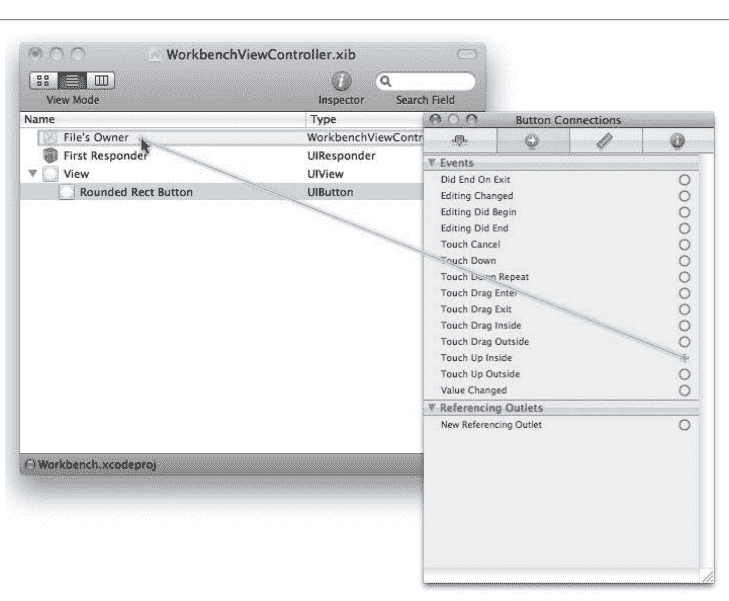 WorkbenchViewController.xib
View Mode
Inspector
Search Field
Name
Type
File's Owner
WorkbenchViewContr
First Responder
UIResponder
View
UIView
Rounded Rect Button
UIButton
Workbench.xcodeproj
Button Connections
Events
Did End On Exit
Editing Changed
Editing Did Begin
Editing Did End
Touch Cancel
Touch Down
Touch Down Repeat
Touch Drag Enter
Touch Drag Exit
Touch Drag Inside
Touch Drag Outside
Touch Up Inside
Touch Up Outside
Value Changed
Referencing Outlets
New Referencing Outlet